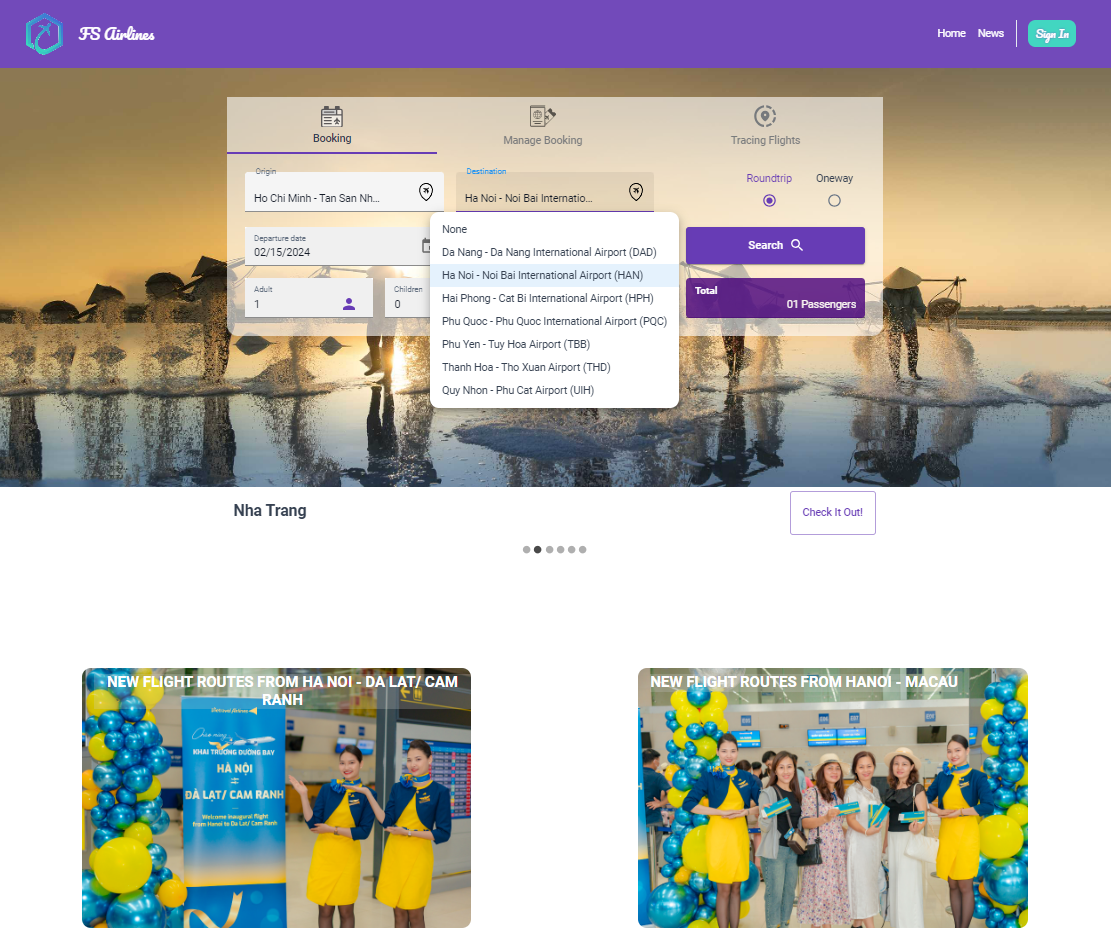 FS Airlines
Home
News
Sign In
Booking
Manage Booking
Tracing Flights
Origin
Ho Chi Minh - Tan San Nh...
Destination
Ha Noi - Noi Bai Internatio...
Roundtrip
Oneway
Departure date
02/15/2024
Search
Adult
1
Children
0
Total
01 Passengers
None
Da Nang - Da Nang International Airport (DAD)
Ha Noi - Noi Bai International Airport (HAN)
Hai Phong - Cat Bi International Airport (HPH)
Phu Quoc - Phu Quoc International Airport (PQC)
Phu Yen - Tuy Hoa Airport (TBB)
Thanh Hoa - Tho Xuan Airport (THD)
Quy Nhon - Phu Cat Airport (UIH)
Nha Trang
Check It Out!
NEW FLIGHT ROUTES FROM HA NOI - DA LAT/ CAM
RANH
KHAI TRƯƠNG ĐƯỜNG BAY
HÀ NỘI
ĐÀ LẠT/ CAM RANH
Welcome inaugural flight
From Hanoi to Da Lat/ Cam Ranh
NEW FLIGHT ROUTES FROM HANOI - MACAU